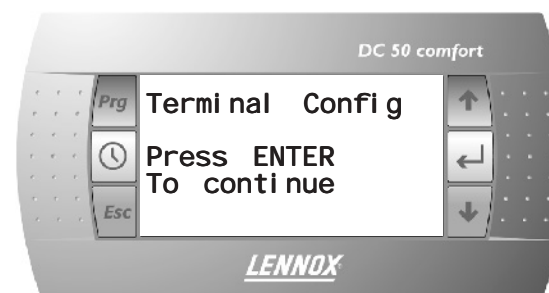 DC 50 comfort
Prg
Terminal Config
Press ENTER
To continue
Esc
LENNOX